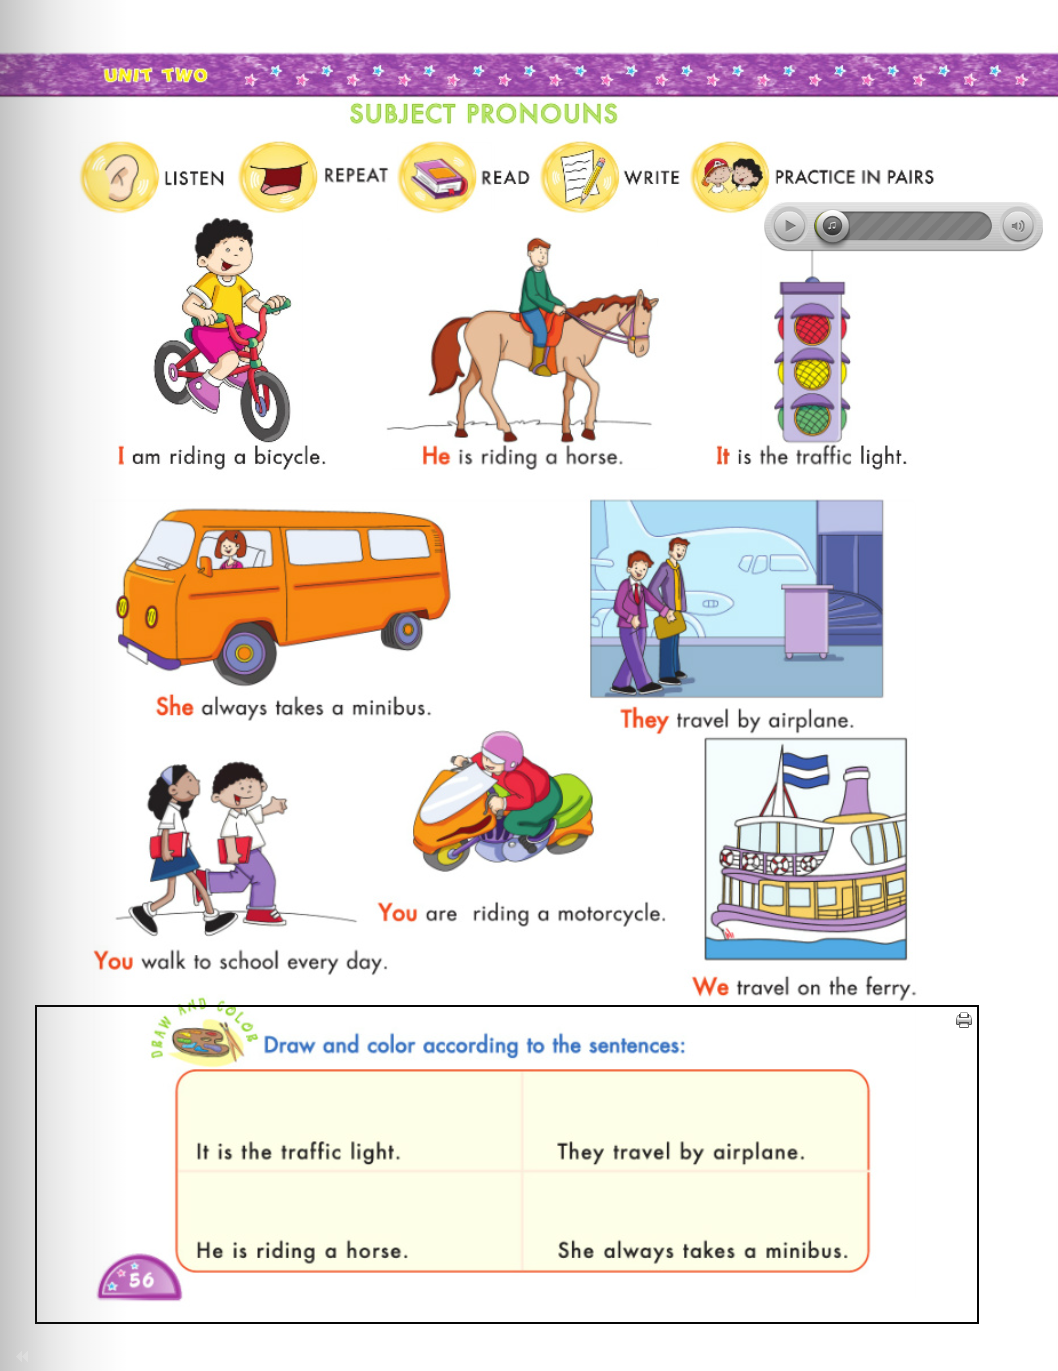 UNIT TWO
SUBJECT PRONOUNS
LISTEN REPEAT READ WRITE PRACTICE IN PAIRS
I am riding a bicycle. He is riding a horse. It is the traffic light.
She always takes a minibus. They travel by airplane.
You are riding a motorcycle.
You walk to school every day.
We travel on the ferry.
DRAW AND COLOR
Draw and color according to the sentences:
It is the traffic light. They travel by airplane.
He is riding a horse. She always takes a minibus.
56